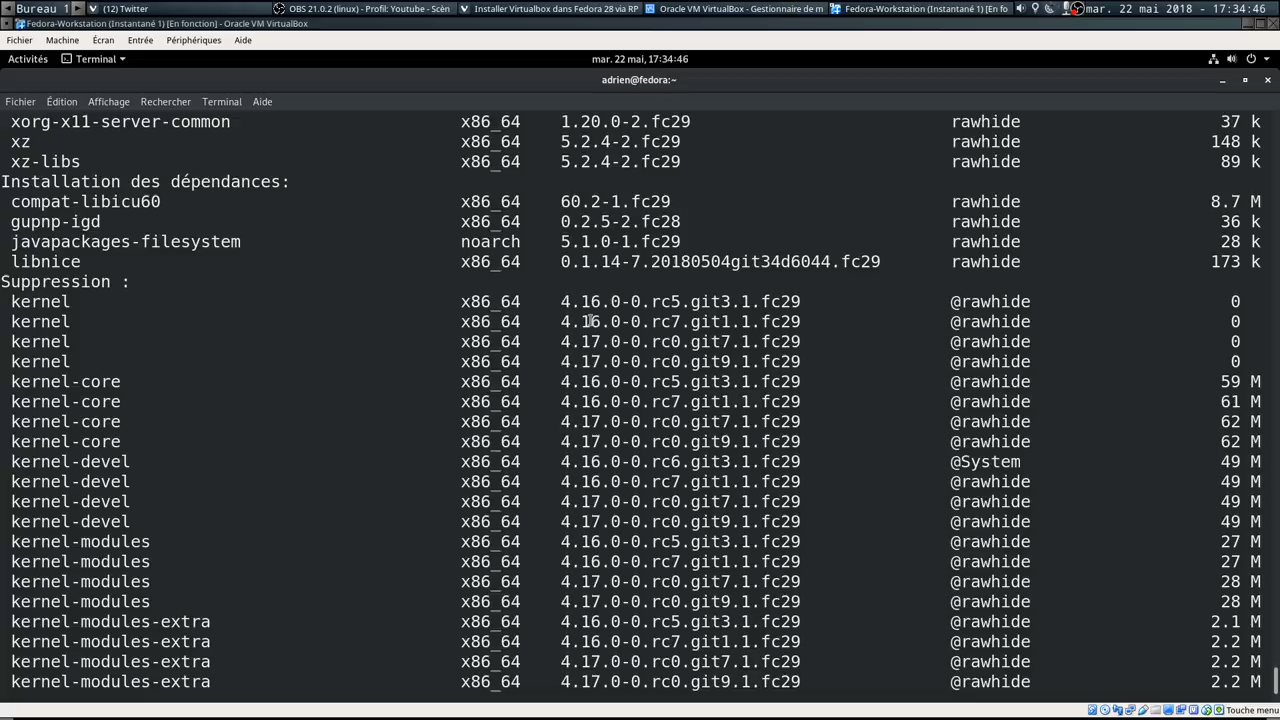 Bureau 1
(12) Twitter
OBS 21.0.2 (linux) - Profil: Youtube - Scèn
Installer Virtualbox dans Fedora 28 via RP
Oracle VM VirtualBox - Gestionnaire de m
Fedora-Workstation (Instantané 1) [En fo
mar. 22 mai 2018 - 17:34:46
Fedora-Workstation (Instantané 1) [En fonction] - Oracle VM VirtualBox
Fichier Machine Écran Entrée Périphériques Aide
Activités Terminal mar. 22 mai, 17:34:46
adrien@fedora:~
Fichier Édition Affichage Rechercher Terminal Aide
xorg-x11-server-common x86_64 1.20.0-2.fc29 rawhide 37 k
xz x86_64 5.2.4-2.fc29 rawhide 148 k
xz-libs x86_64 5.2.4-2.fc29 rawhide 89 k
Installation des dépendances:
compat-libicu60 x86_64 60.2-1.fc29 rawhide 8.7 M
gupnp-igd x86_64 0.2.5-2.fc28 rawhide 36 k
javapackages-filesystem noarch 5.1.0-1.fc29 rawhide 28 k
libnice x86_64 0.1.14-7.20180504git34d6044.fc29 rawhide 173 k
Suppression :
kernel x86_64 4.16.0-0.rc5.git3.1.fc29 @rawhide 0
kernel x86_64 4.16.0-0.rc7.git1.1.fc29 @rawhide 0
kernel x86_64 4.17.0-0.rc0.git7.1.fc29 @rawhide 0
kernel x86_64 4.17.0-0.rc0.git9.1.fc29 @rawhide 0
kernel-core x86_64 4.16.0-0.rc5.git3.1.fc29 @rawhide 59 M
kernel-core x86_64 4.16.0-0.rc7.git1.1.fc29 @rawhide 61 M
kernel-core x86_64 4.17.0-0.rc0.git7.1.fc29 @rawhide 62 M
kernel-core x86_64 4.17.0-0.rc0.git9.1.fc29 @rawhide 62 M
kernel-devel x86_64 4.16.0-0.rc6.git3.1.fc29 @System 49 M
kernel-devel x86_64 4.16.0-0.rc7.git1.1.fc29 @rawhide 49 M
kernel-devel x86_64 4.17.0-0.rc0.git7.1.fc29 @rawhide 49 M
kernel-devel x86_64 4.17.0-0.rc0.git9.1.fc29 @rawhide 49 M
kernel-modules x86_64 4.16.0-0.rc5.git3.1.fc29 @rawhide 27 M
kernel-modules x86_64 4.16.0-0.rc7.git1.1.fc29 @rawhide 27 M
kernel-modules x86_64 4.17.0-0.rc0.git7.1.fc29 @rawhide 28 M
kernel-modules x86_64 4.17.0-0.rc0.git9.1.fc29 @rawhide 28 M
kernel-modules-extra x86_64 4.16.0-0.rc5.git3.1.fc29 @rawhide 2.1 M
kernel-modules-extra x86_64 4.16.0-0.rc7.git1.1.fc29 @rawhide 2.2 M
kernel-modules-extra x86_64 4.17.0-0.rc0.git7.1.fc29 @rawhide 2.2 M
kernel-modules-extra x86_64 4.17.0-0.rc0.git9.1.fc29 @rawhide 2.2 M
Touche menu